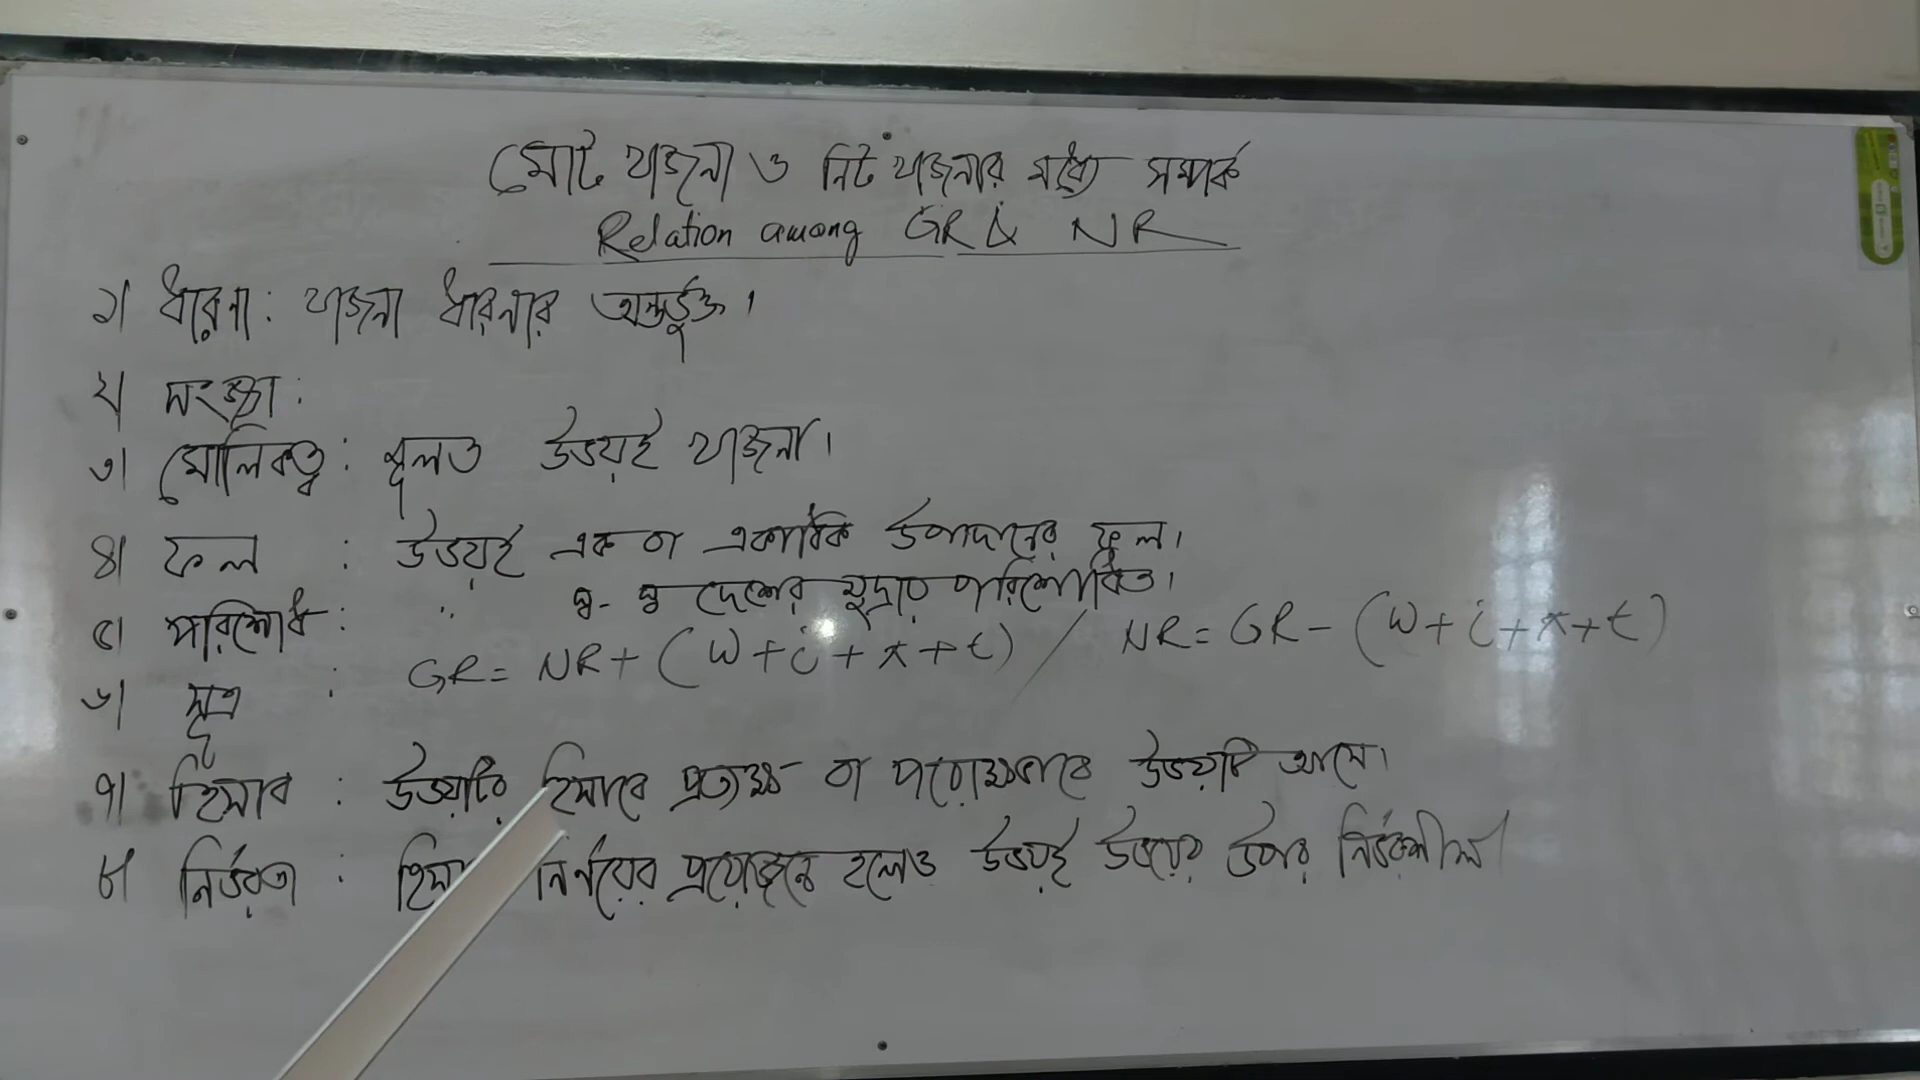 মোট খাজনা ও নিট খাজনার মধ্যে সম্পর্ক
Relation among GR & NR
১। ধারনা : খাজনা ধারনার অন্তর্ভুক্ত।
২। সংজ্ঞা :
৩। মৌলিকত্ব : মূলত উভয়ই খাজনা।
৪। ফল : উভয়ই এক বা একাধিক উপাদানের ফল।
৫। পরিশোধ : " স্ব-স্ব দেশের মুদ্রায় পরিশোধিত।
৬। সূত্র : GR = NR + (W + i + π + t) / NR = GR - (W + i + π + t)
৭। হিসাব : উভয়টির হিসাবে প্রত্যক্ষ বা পরোক্ষভাবে উভয়টি আসে।
৮। নির্ভরতা : নির্ণয়ের প্রয়োজনে হলেও উভয়ই উভয়ের উপর নির্ভরশীল।